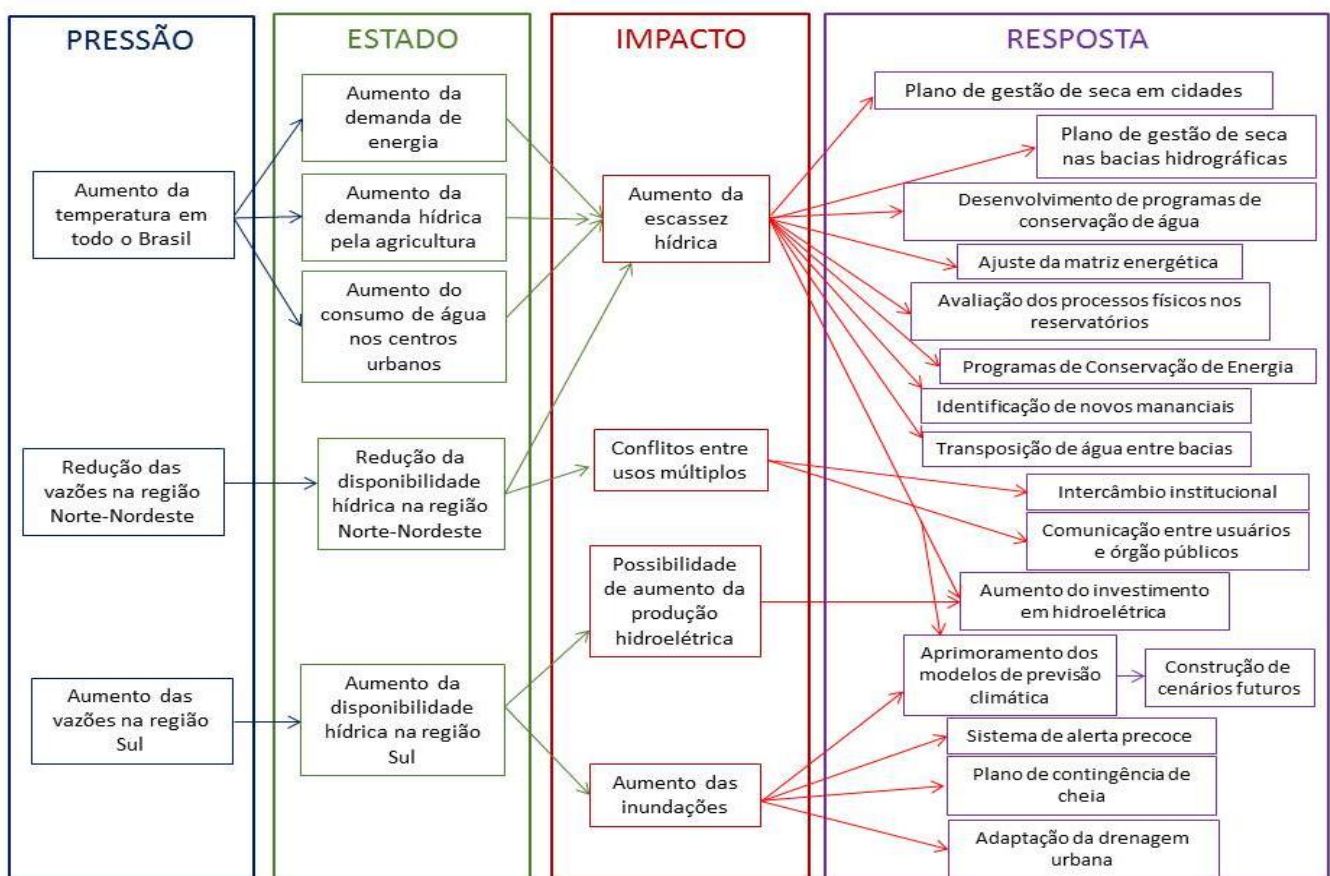 PRESSÃO
Aumento da
temperatura em
todo o Brasil
Redução das
vazões na região
Norte-Nordeste
Aumento das
vazões na região
Sul
ESTADO
Aumento da
demanda de
energia
Aumento da
demanda hídrica
pela agricultura
Aumento do
consumo de água
nos centros
urbanos
Redução da
disponibilidade
hídrica na região
Norte-Nordeste
Aumento da
disponibilidade
hídrica na região
Sul
IMPACTO
Aumento da
escassez
hídrica
Conflitos entre
usos múltiplos
Possibilidade
de aumento da
produção
hidroelétrica
Aumento das
inundações
RESPOSTA
Plano de gestão de seca em cidades
Plano de gestão de seca
nas bacias hidrográficas
Desenvolvimento de programas de
conservação de água
Ajuste da matriz energética
Avaliação dos processos físicos nos
reservatórios
Programas de Conservação de Energia
Identificação de novos mananciais
Transposição de água entre bacias
Intercâmbio institucional
Comunicação entre usuários
e órgão públicos
Aumento do investimento
em hidroelétrica
Aprimoramento dos
modelos de previsão
climática
Construção de
cenários futuros
Sistema de alerta precoce
Plano de contingência de
cheia
Adaptação da drenagem
urbana